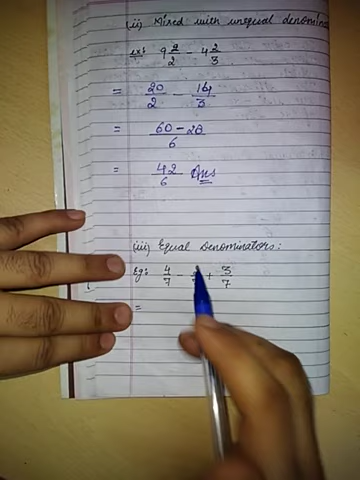 (ii) Mixed with unequal denomin
ex: 9 2/2 - 4 2/3
= 20/2 - 14/3
= 60 - 28 / 6
= 42/6 Ans
(iii) Equal Denominators:
Eg: 4/7 - + 3/7
=